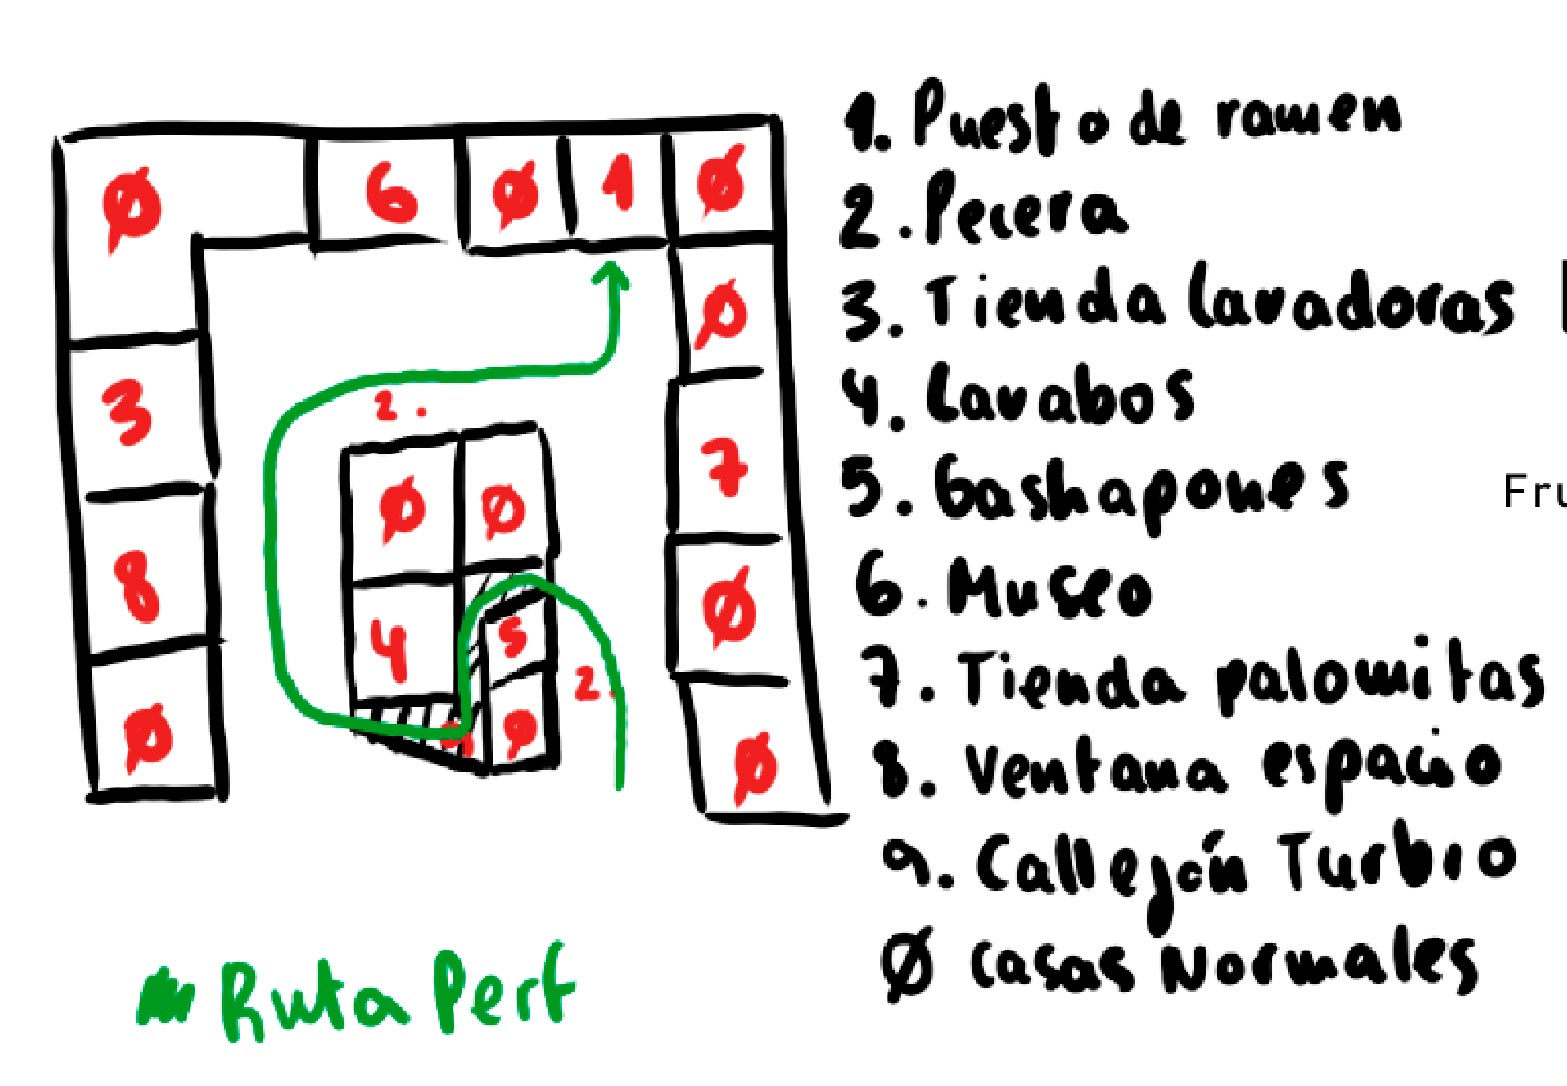 Ø 6 Ø 1 Ø
Ø
3 2. 7
Ø Ø
8 4 5 Ø
2.
Ø 9 Ø Ø
1. Puesto de ramen
2. Pecera
3. Tienda lavadoras
4. Lavabos
5. Gashapones
Fru
6. Museo
7. Tienda palomitas
8. Ventana espacio
9. Callejón Turbio
Ø Casas Normales
Ruta Perf